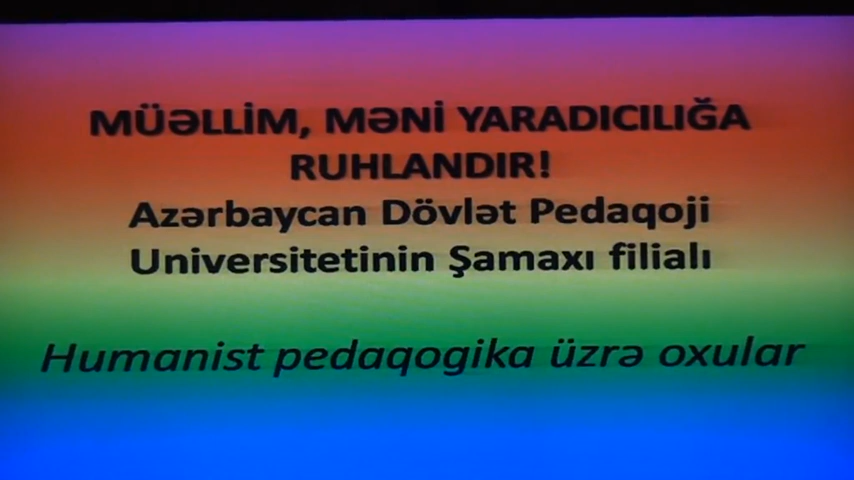 MÜƏLLİM, MƏNİ YARADICILIĞA
RUHLANDIR!
Azərbaycan Dövlət Pedaqoji
Universitetinin Şamaxı filialı
Humanist pedaqogika üzrə oxular